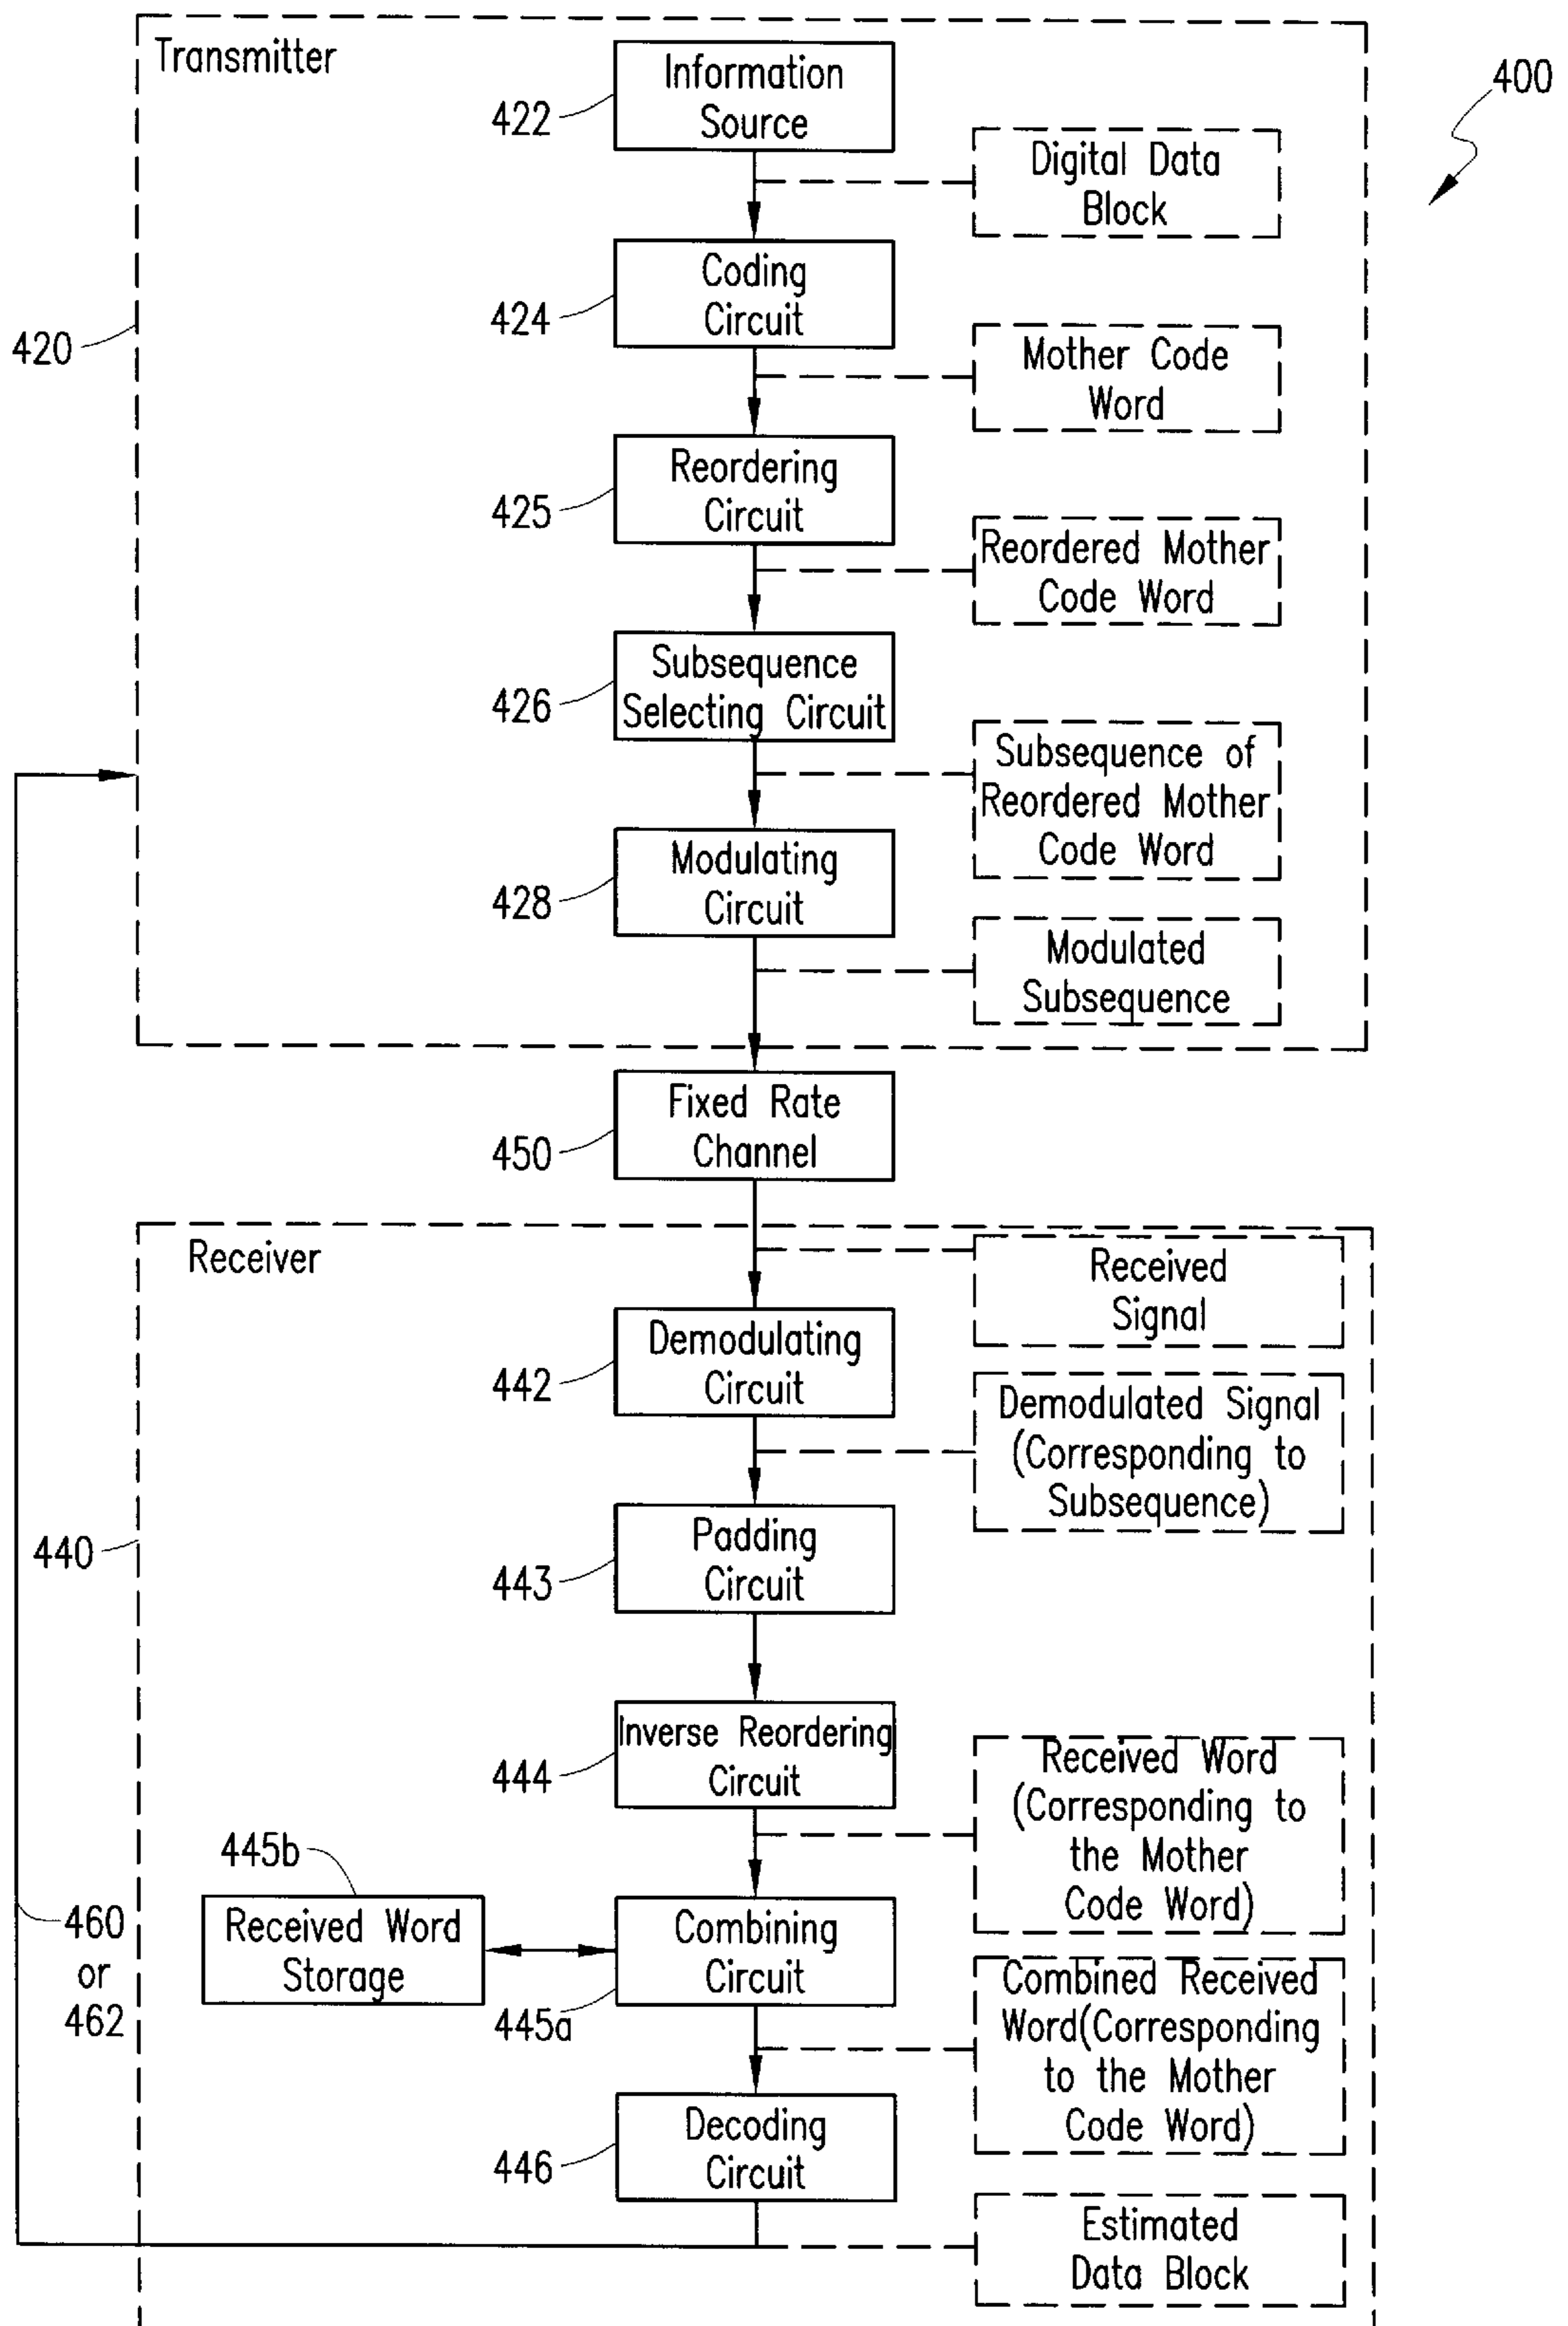 Transmitter
400
Information
Source
422
Digital Data
Block
Coding
Circuit
424
420
Mother Code
Word
Reordering
Circuit
425
Reordered Mother
Code Word
Subsequence
Selecting Circuit
426
Subsequence of
Reordered Mother
Code Word
Modulating
Circuit
428
Modulated
Subsequence
Fixed Rate
Channel
450
Receiver
Received
Signal
Demodulating
Circuit
442
Demodulated Signal
(Corresponding to
Subsequence)
Padding
Circuit
443
440
Inverse Reordering
Circuit
444
Received Word
(Corresponding to
the Mother
Code Word)
445b
Received Word
Storage
460
or
462
Combining
Circuit
445a
Combined Received
Word(Corresponding
to the Mother
Code Word)
Decoding
Circuit
446
Estimated
Data Block